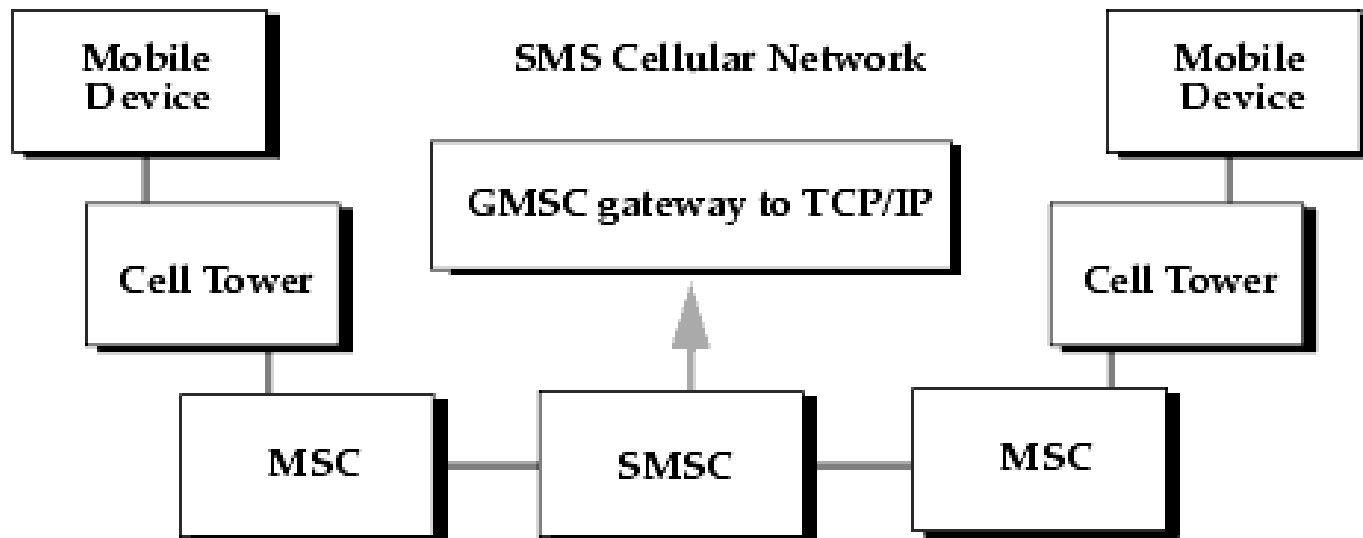 Mobile
Device
SMS Cellular Network
Mobile
Device
GMSC gateway to TCP/IP
Cell Tower
Cell Tower
MSC
SMSC
MSC